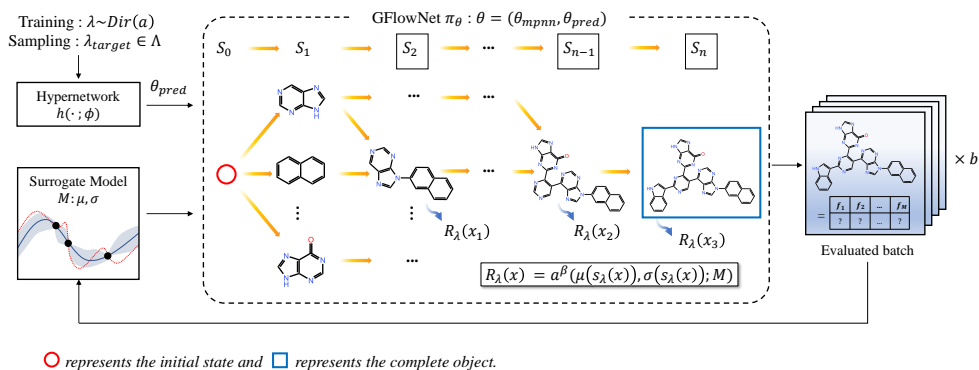 Training : λ~Dir(a)
Sampling : λ_target ∈ Λ
Hypernetwork
h(· ; ϕ)
θ_pred
Surrogate Model
M: μ, σ
GFlowNet π_θ : θ = (θ_mpnn, θ_pred)
S_0 S_1 S_2 ··· S_{n−1} S_n
··· ···
N N N N H
N N N N
···
R_λ(x_1)
HN N N N O N N N N N N
R_λ(x_2)
HN N N N O N N N N N N N H
R_λ(x_3)
⋮ ⋮
O N N N N H
···
R_λ(x) = a^β(μ(s_λ(x)), σ(s_λ(x)); M)
× b
= f_1 f_2 ... f_M
? ? ... ?
Evaluated batch
represents the initial state and represents the complete object.